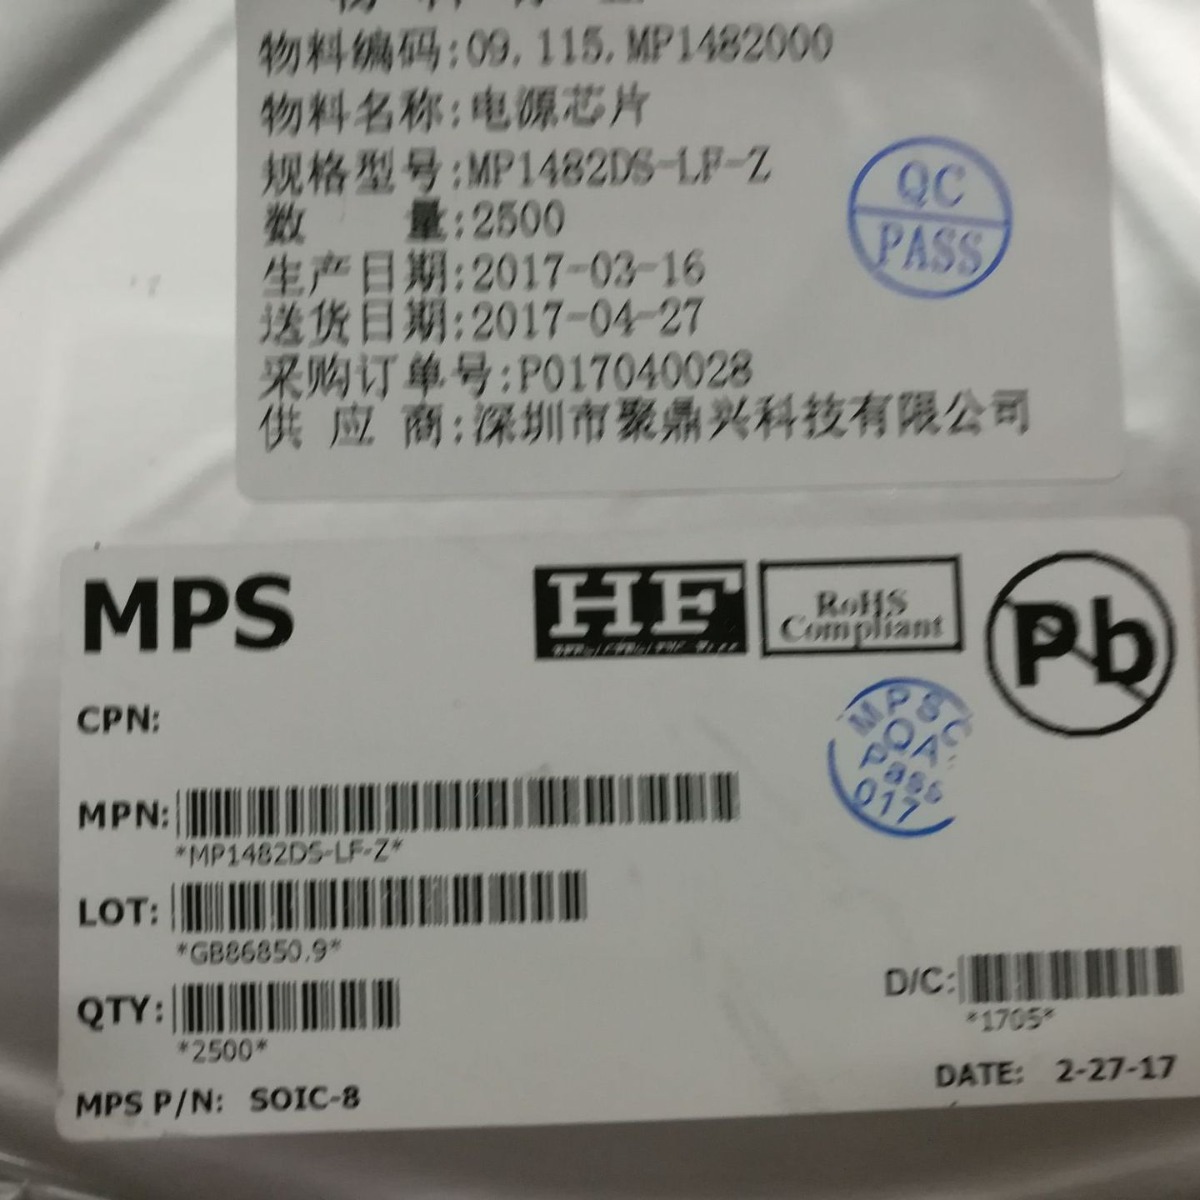 物料编码:09.115.MP1482000
物料名称:电源芯片
规格型号:MP1482DS-LF-Z
数 量:2500
生产日期:2017-03-16
送货日期:2017-04-27
采购订单号:PO17040028
供 应 商:深圳市聚鼎兴科技有限公司
QC
PASS
MPS
HF
RoHS
Compliant
Pb
CPN:
MPSC
QA
Pass
017
MPN:
*MP1482DS-LF-Z*
LOT:
*GB86850.9*
QTY:
*2500*
D/C:
*1705*
MPS P/N: SOIC-8
DATE: 2-27-17